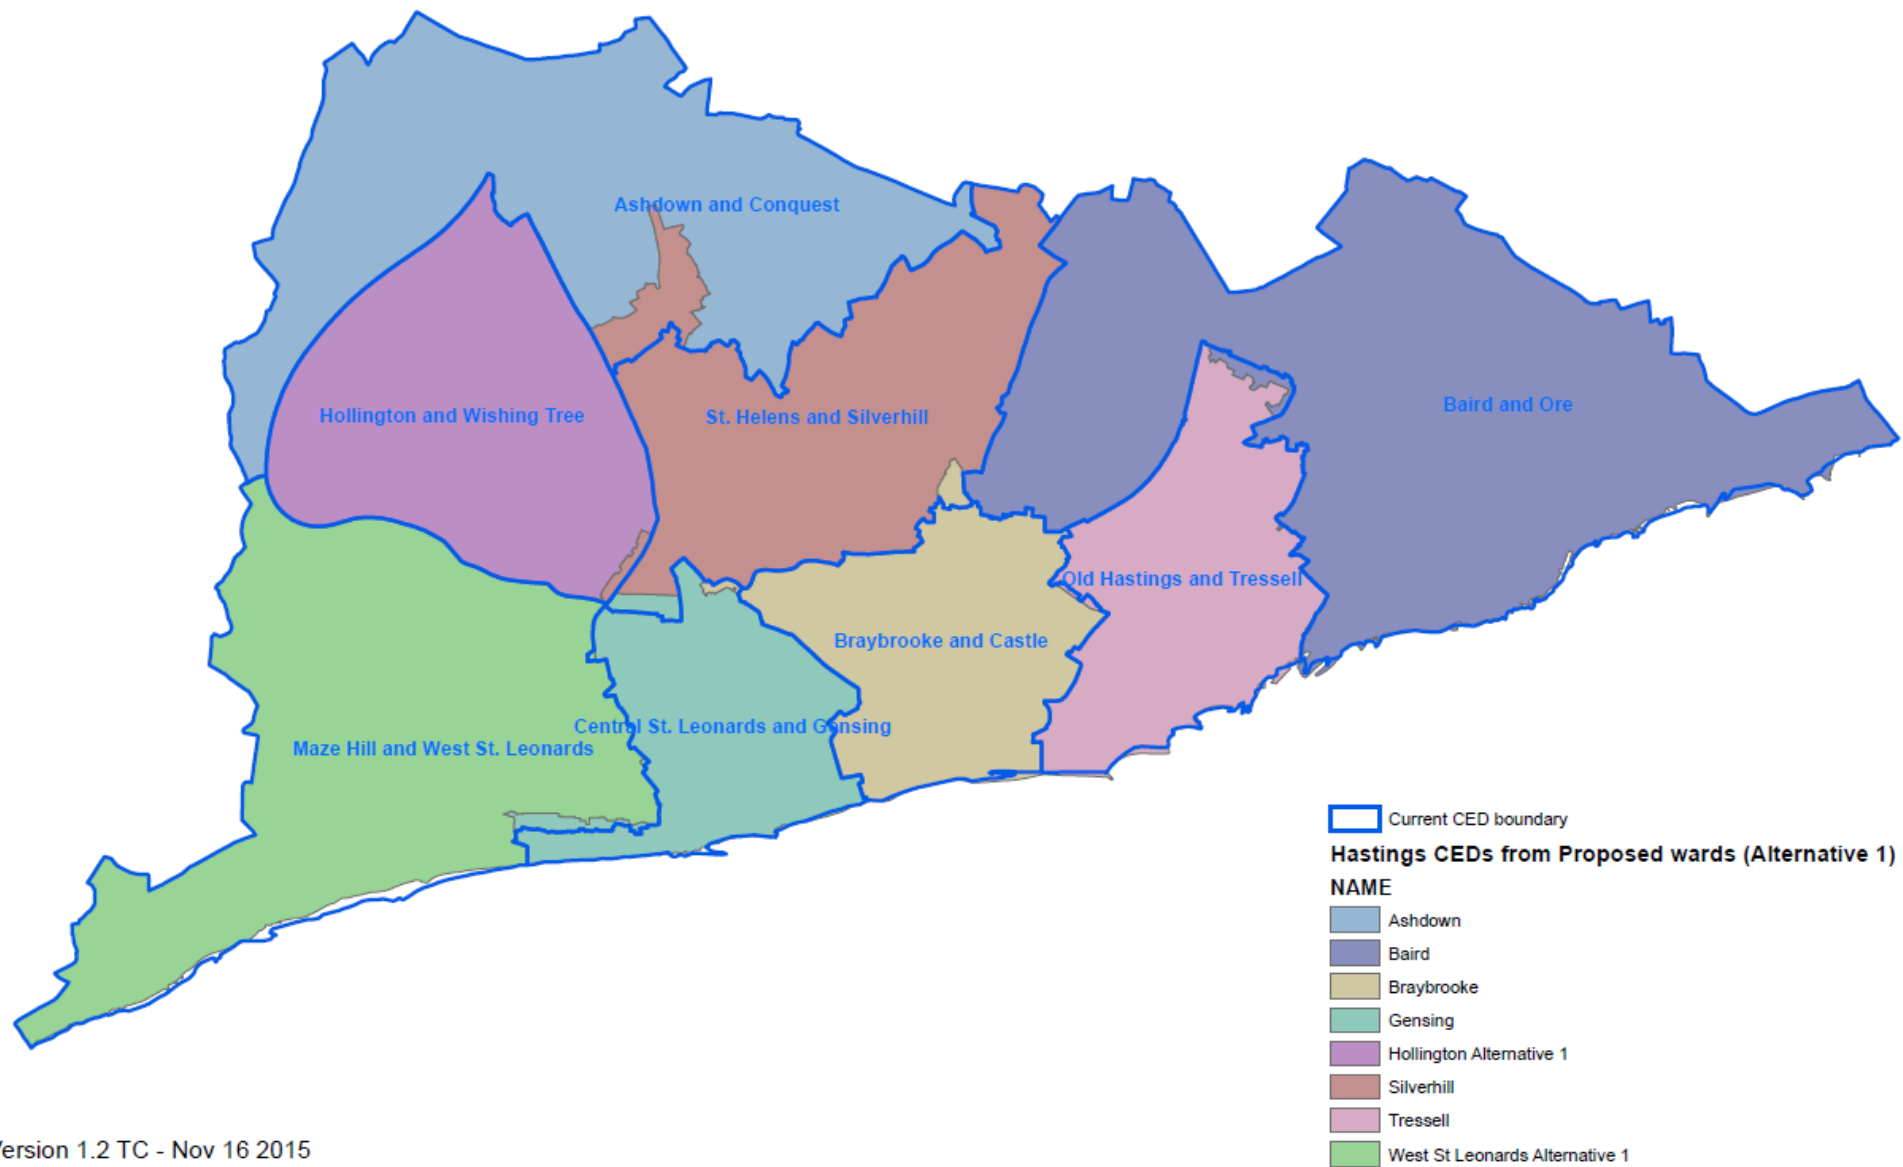 Ashdown and Conquest
Baird and Ore
Hollington and Wishing Tree
St. Helens and Silverhill
Old Hastings and Tressell
Braybrooke and Castle
Central St. Leonards and Gensing
Maze Hill and West St. Leonards
Current CED boundary
Hastings CEDs from Proposed wards (Alternative 1)
NAME
Ashdown
Baird
Braybrooke
Gensing
Hollington Alternative 1
Silverhill
Tressell
West St Leonards Alternative 1
ersion 1.2 TC - Nov 16 2015